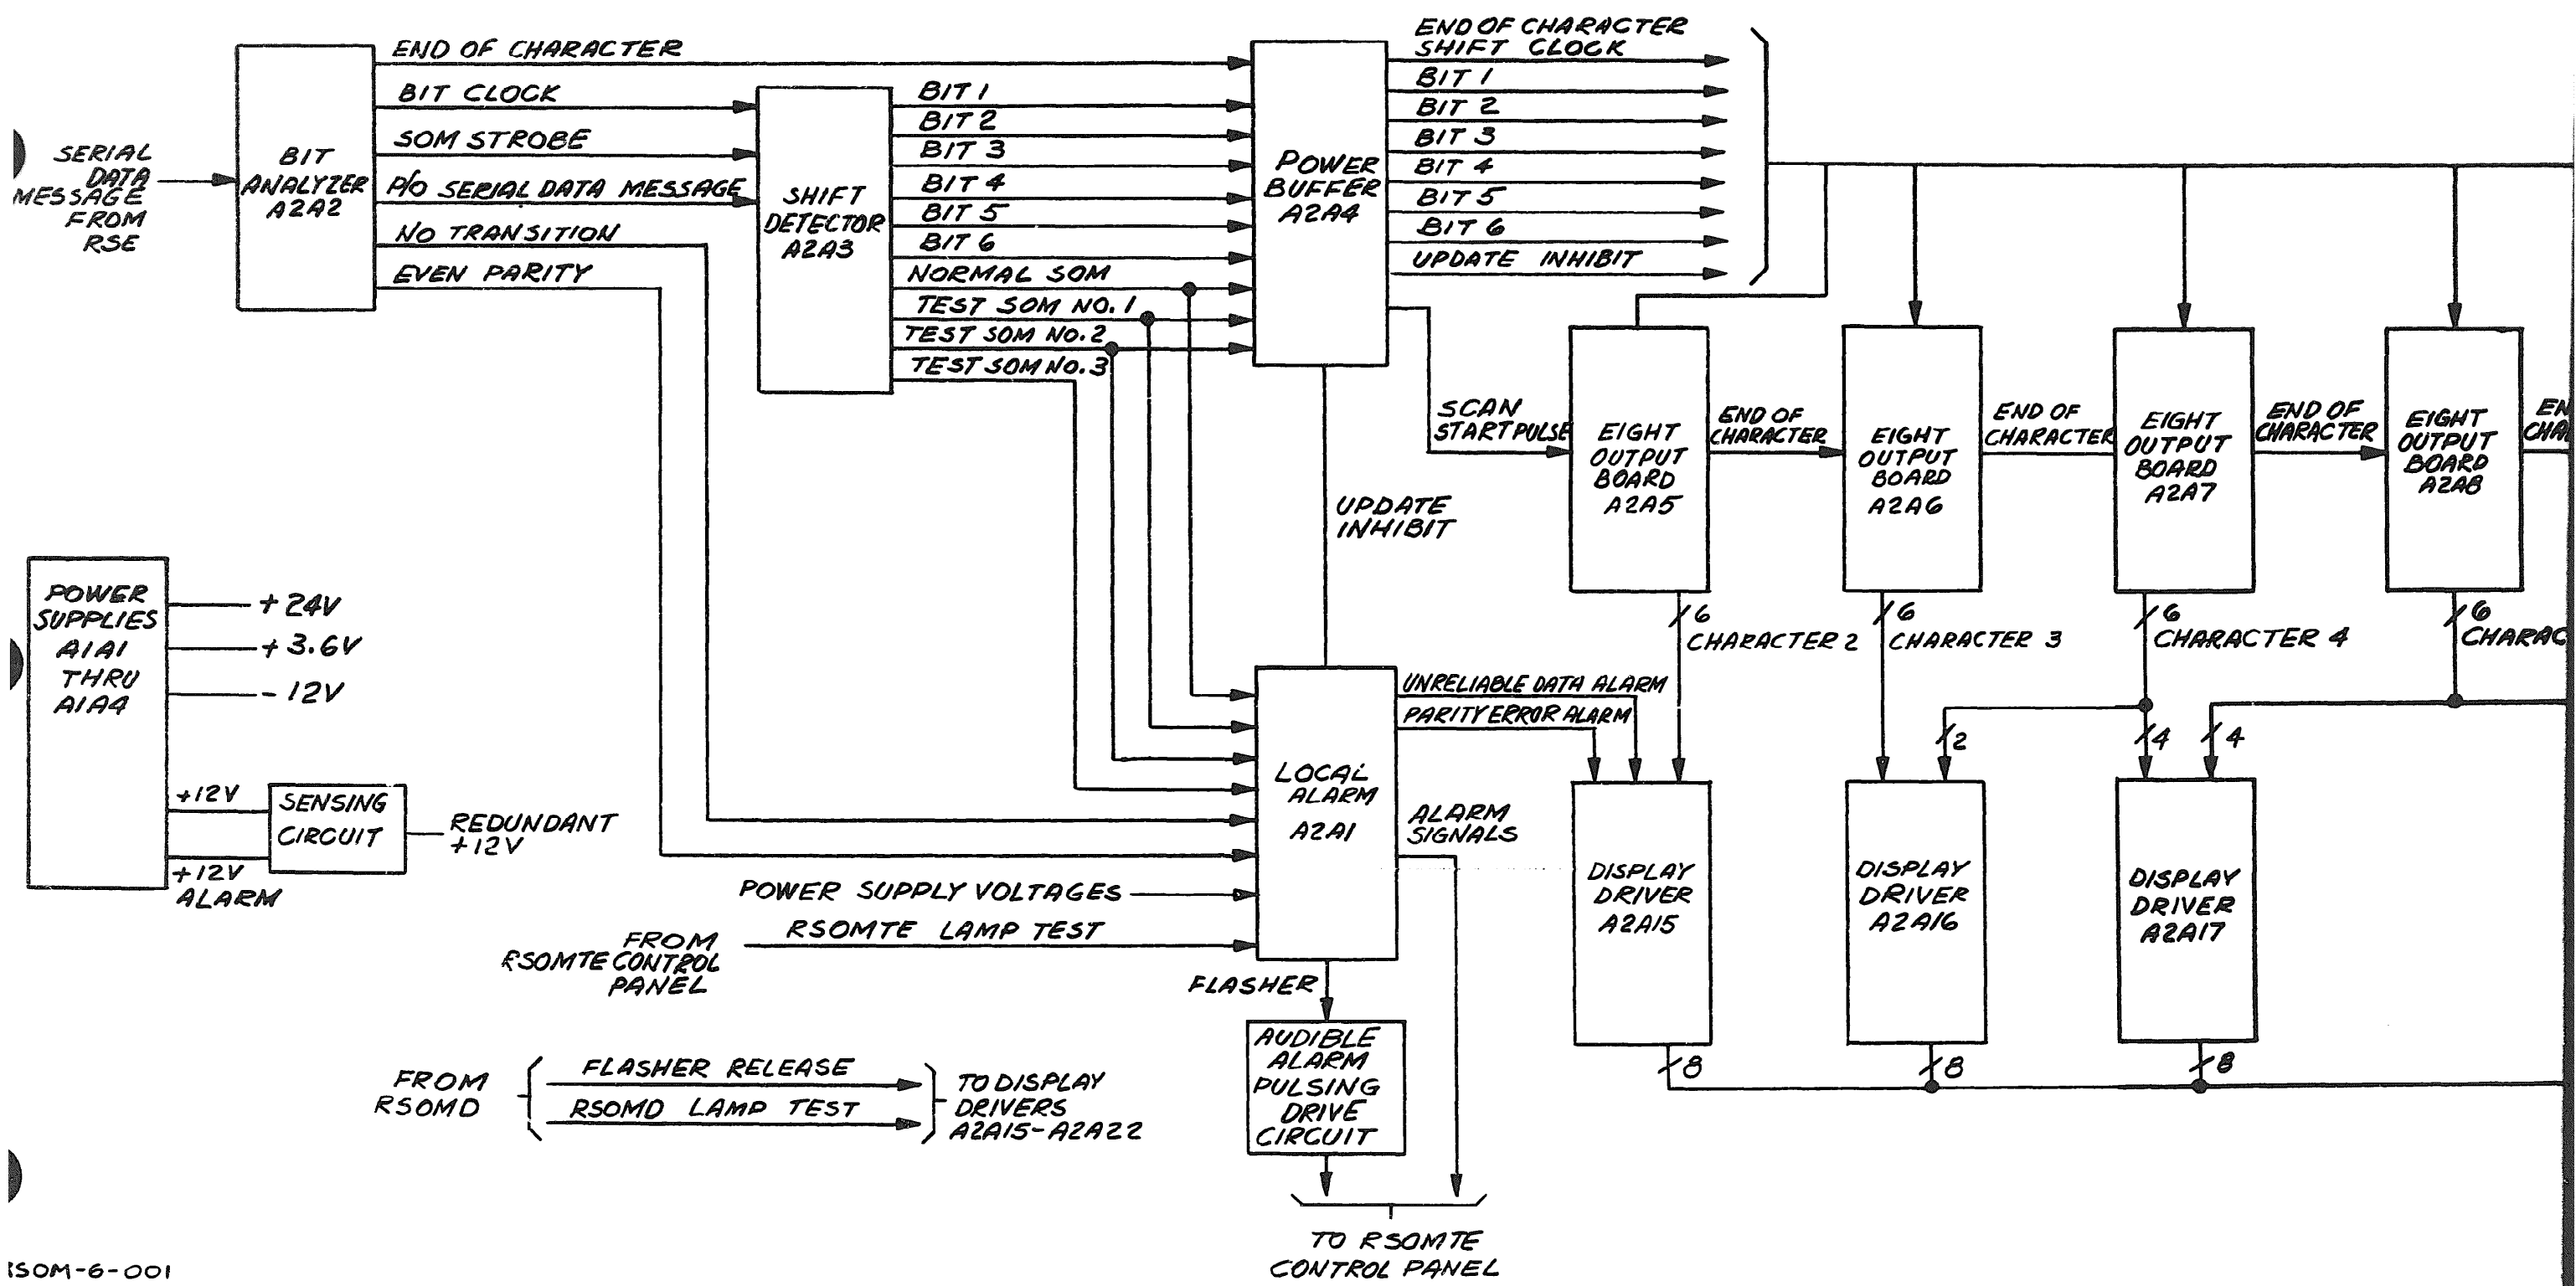 END OF CHARACTER
BIT CLOCK
SOM STROBE
P/O SERIAL DATA MESSAGE
NO TRANSITION
EVEN PARITY
SERIAL
DATA
MESSAGE
FROM
RSE
BIT
ANALYZER
A2A2
SHIFT
DETECTOR
A2A3
BIT 1
BIT 2
BIT 3
BIT 4
BIT 5
BIT 6
NORMAL SOM
TEST SOM NO. 1
TEST SOM NO. 2
TEST SOM NO. 3
POWER
BUFFER
A2A4
END OF CHARACTER
SHIFT CLOCK
BIT 1
BIT 2
BIT 3
BIT 4
BIT 5
BIT 6
UPDATE INHIBIT
SCAN
START PULSE
EIGHT
OUTPUT
BOARD
A2A5
END OF
CHARACTER
EIGHT
OUTPUT
BOARD
A2A6
END OF
CHARACTER
EIGHT
OUTPUT
BOARD
A2A7
END OF
CHARACTER
EIGHT
OUTPUT
BOARD
A2A8
EN
CHA
UPDATE
INHIBIT
6
CHARACTER 2
6
CHARACTER 3
6
CHARACTER 4
6
CHARAC
POWER
SUPPLIES
A1A1
THRU
A1A4
+24V
+3.6V
-12V
+12V
+12V
ALARM
SENSING
CIRCUIT
REDUNDANT
+12V
UNRELIABLE DATA ALARM
PARITY ERROR ALARM
2
4
4
LOCAL
ALARM
A2A1
ALARM
SIGNALS
POWER SUPPLY VOLTAGES
RSOMTE LAMP TEST
FROM
RSOMTE CONTROL
PANEL
DISPLAY
DRIVER
A2A15
DISPLAY
DRIVER
A2A16
DISPLAY
DRIVER
A2A17
8
8
8
FLASHER
AUDIBLE
ALARM
PULSING
DRIVE
CIRCUIT
FROM
RSOMD
FLASHER RELEASE
RSOMD LAMP TEST
TO DISPLAY
DRIVERS
A2A15-A2A22
TO RSOMTE
CONTROL PANEL
RSOM-6-001